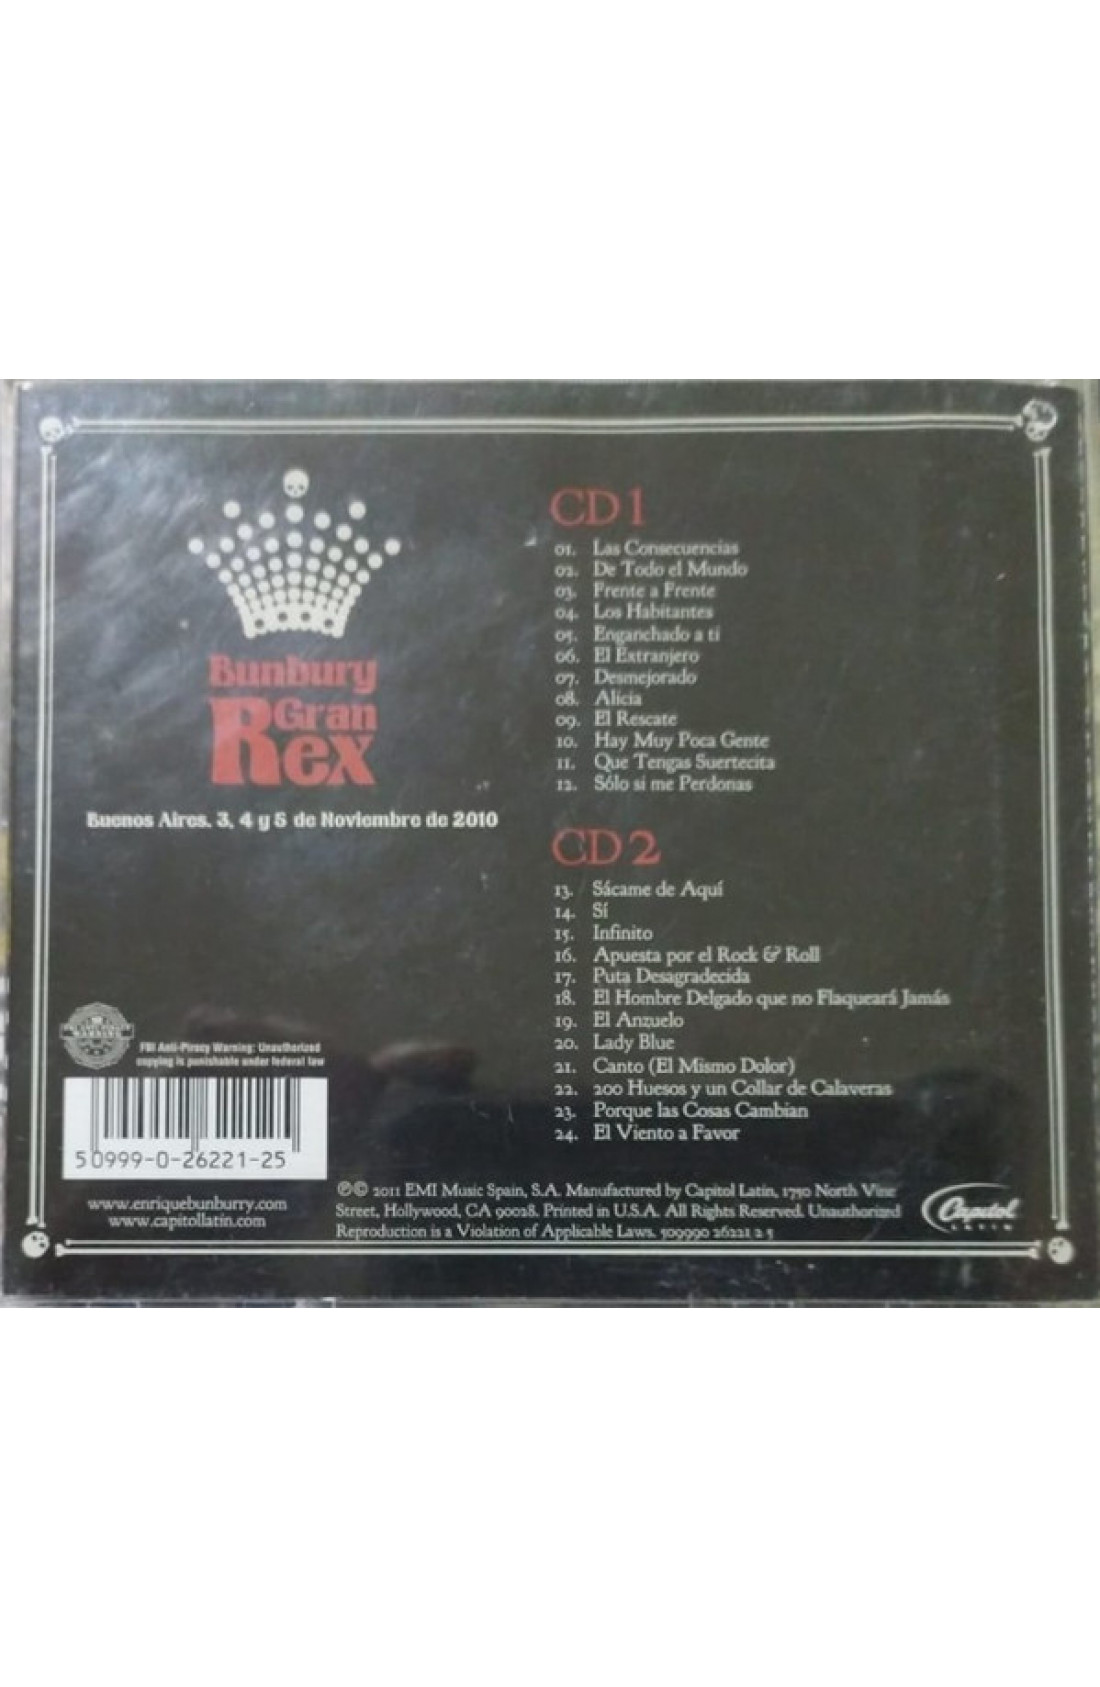 Bunbury
Gran
Rex
Buenos Aires. 3, 4 y 5 de Noviembre de 2010
CD 1
01. Las Consecuencias
02. De Todo el Mundo
03. Frente a Frente
04. Los Habitantes
05. Enganchado a ti
06. El Extranjero
07. Desmejorado
08. Alicia
09. El Rescate
10. Hay Muy Poca Gente
11. Que Tengas Suertecita
12. Sólo si me Perdonas
CD 2
13. Sácame de Aquí
14. Sí
15. Infinito
16. Apuesta por el Rock & Roll
17. Puta Desagradecida
18. El Hombre Delgado que no Flaqueará Jamás
19. El Anzuelo
20. Lady Blue
21. Canto (El Mismo Dolor)
22. 200 Huesos y un Collar de Calaveras
23. Porque las Cosas Cambian
24. El Viento a Favor
FBI Anti-Piracy Warning: Unauthorized
copying is punishable under federal law
5 0999-0-26221-25
www.enriquebunburry.com
www.capitollatin.com
℗© 2011 EMI Music Spain, S.A. Manufactured by Capitol Latin, 1750 North Vine
Street, Hollywood, CA 90028. Printed in U.S.A. All Rights Reserved. Unauthorized
Reproduction is a Violation of Applicable Laws. 509990 26221 2 5
Capitol
LATIN